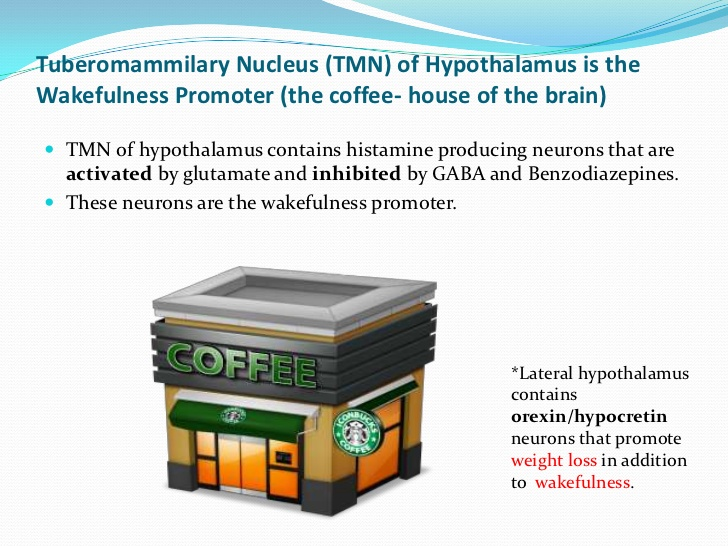 Tuberomammilary Nucleus (TMN) of Hypothalamus is the
Wakefulness Promoter (the coffee- house of the brain)
TMN of hypothalamus contains histamine producing neurons that are
activated by glutamate and inhibited by GABA and Benzodiazepines.
These neurons are the wakefulness promoter.
COFFEE
ICONBUCKS
COFFEE
*Lateral hypothalamus
contains
orexin/hypocretin
neurons that promote
weight loss in addition
to wakefulness.